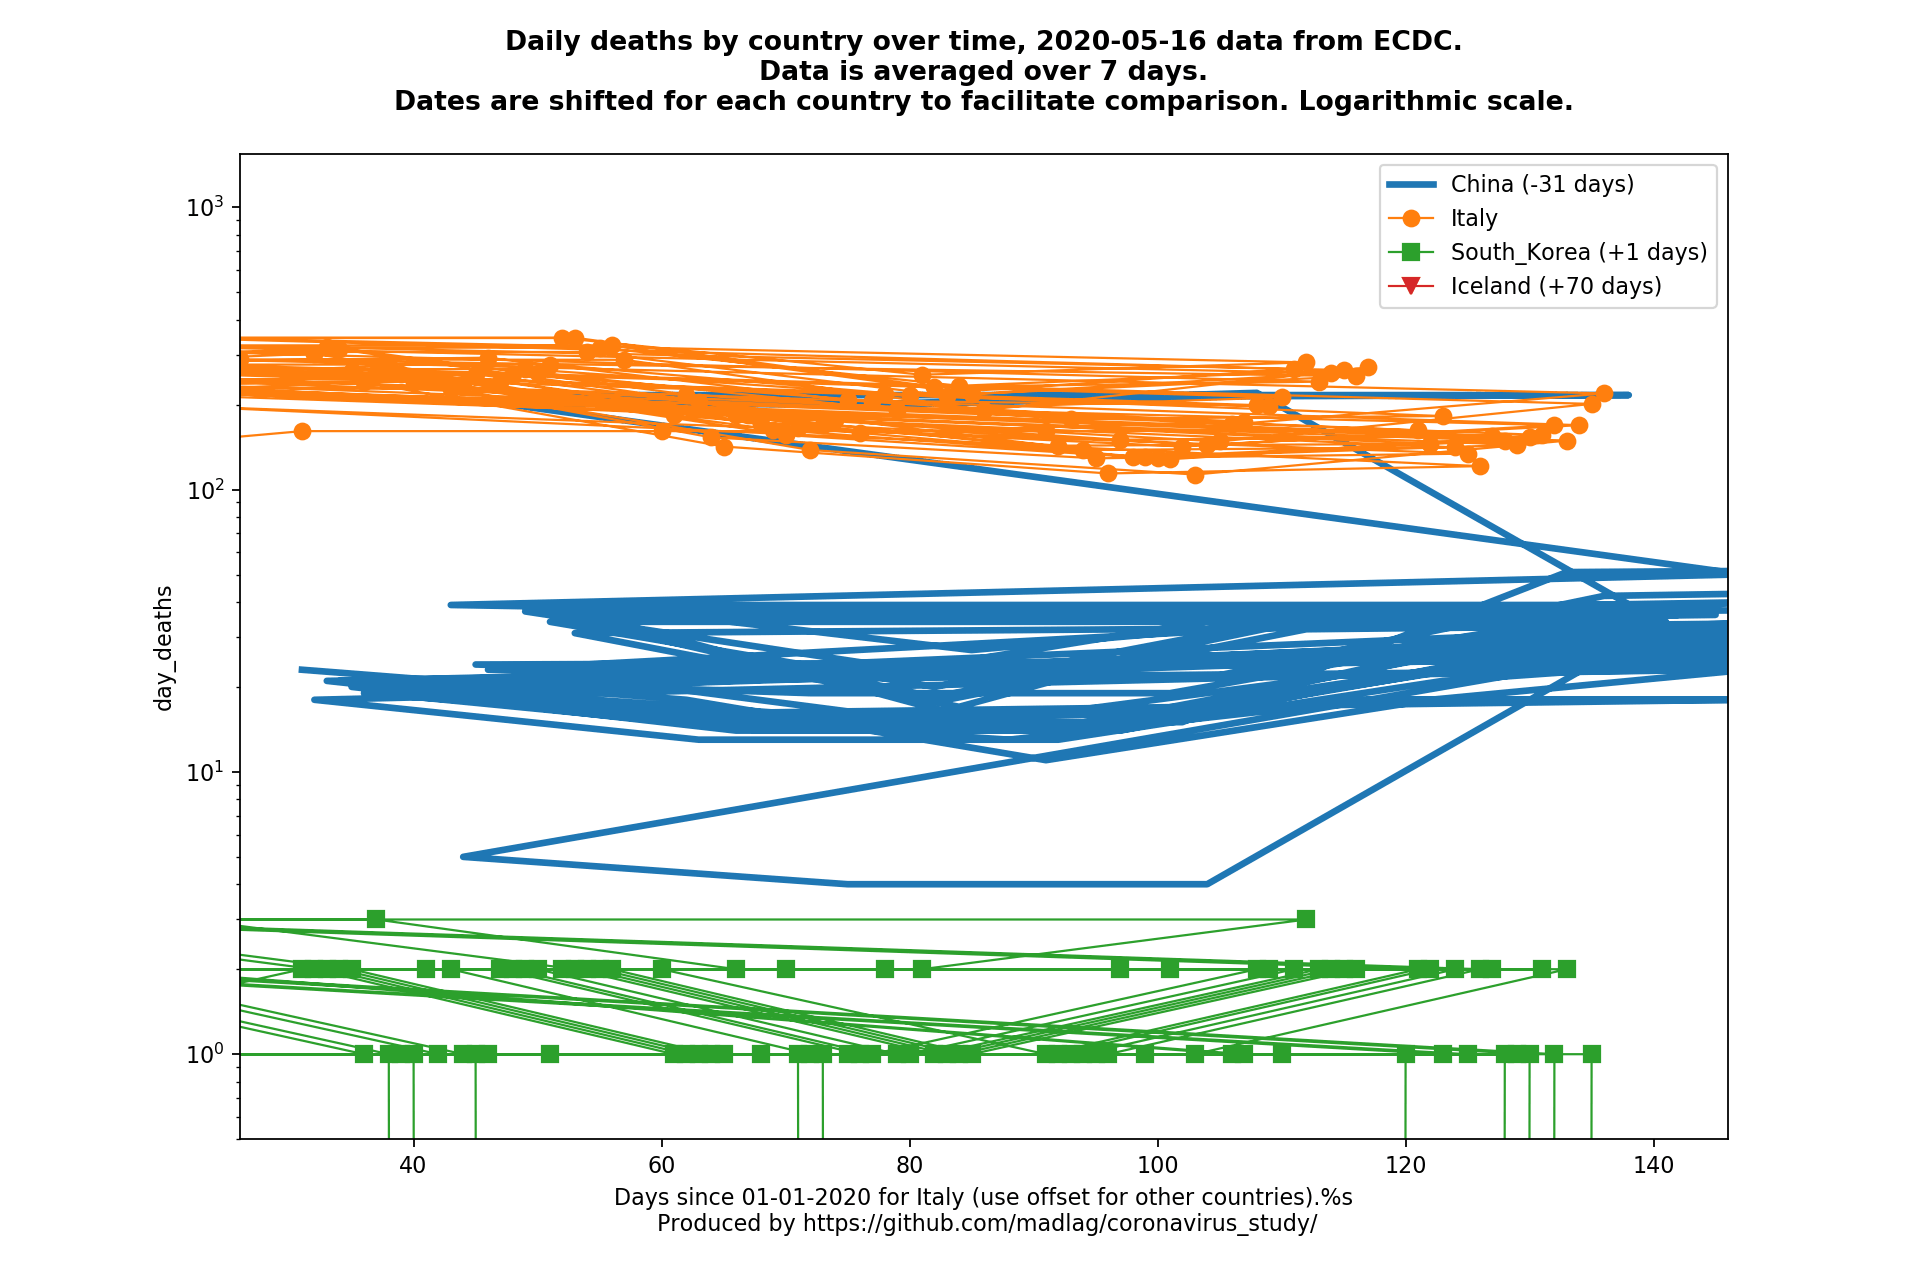 Daily deaths by country over time, 2020-05-16 data from ECDC.
Data is averaged over 7 days.
Dates are shifted for each country to facilitate comparison. Logarithmic scale.
China (-31 days)
Italy
South_Korea (+1 days)
Iceland (+70 days)
day_deaths
10³
10²
10¹
10⁰
40 60 80 100 120 140
Days since 01-01-2020 for Italy (use offset for other countries).%s
Produced by https://github.com/madlag/coronavirus_study/